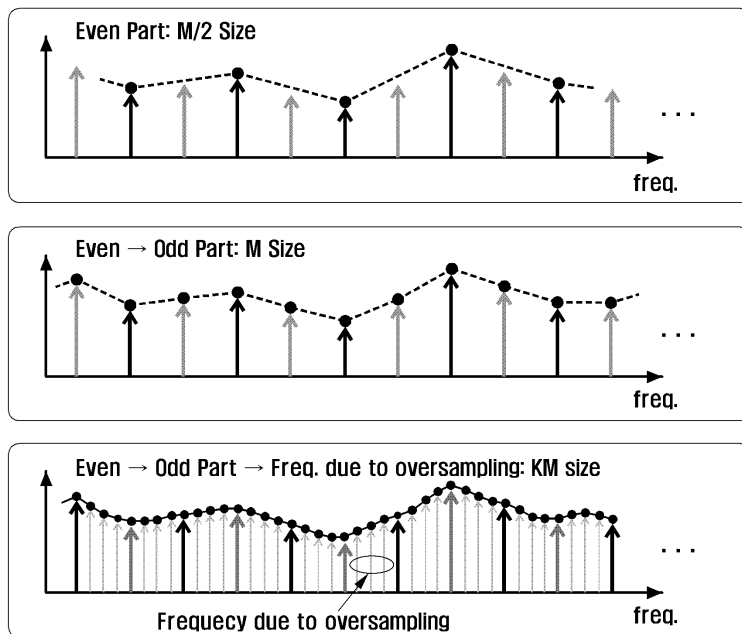 Even Part: M/2 Size
. . .
freq.
Even → Odd Part: M Size
. . .
freq.
Even → Odd Part → Freq. due to oversampling: KM size
. . .
Frequecy due to oversampling
freq.